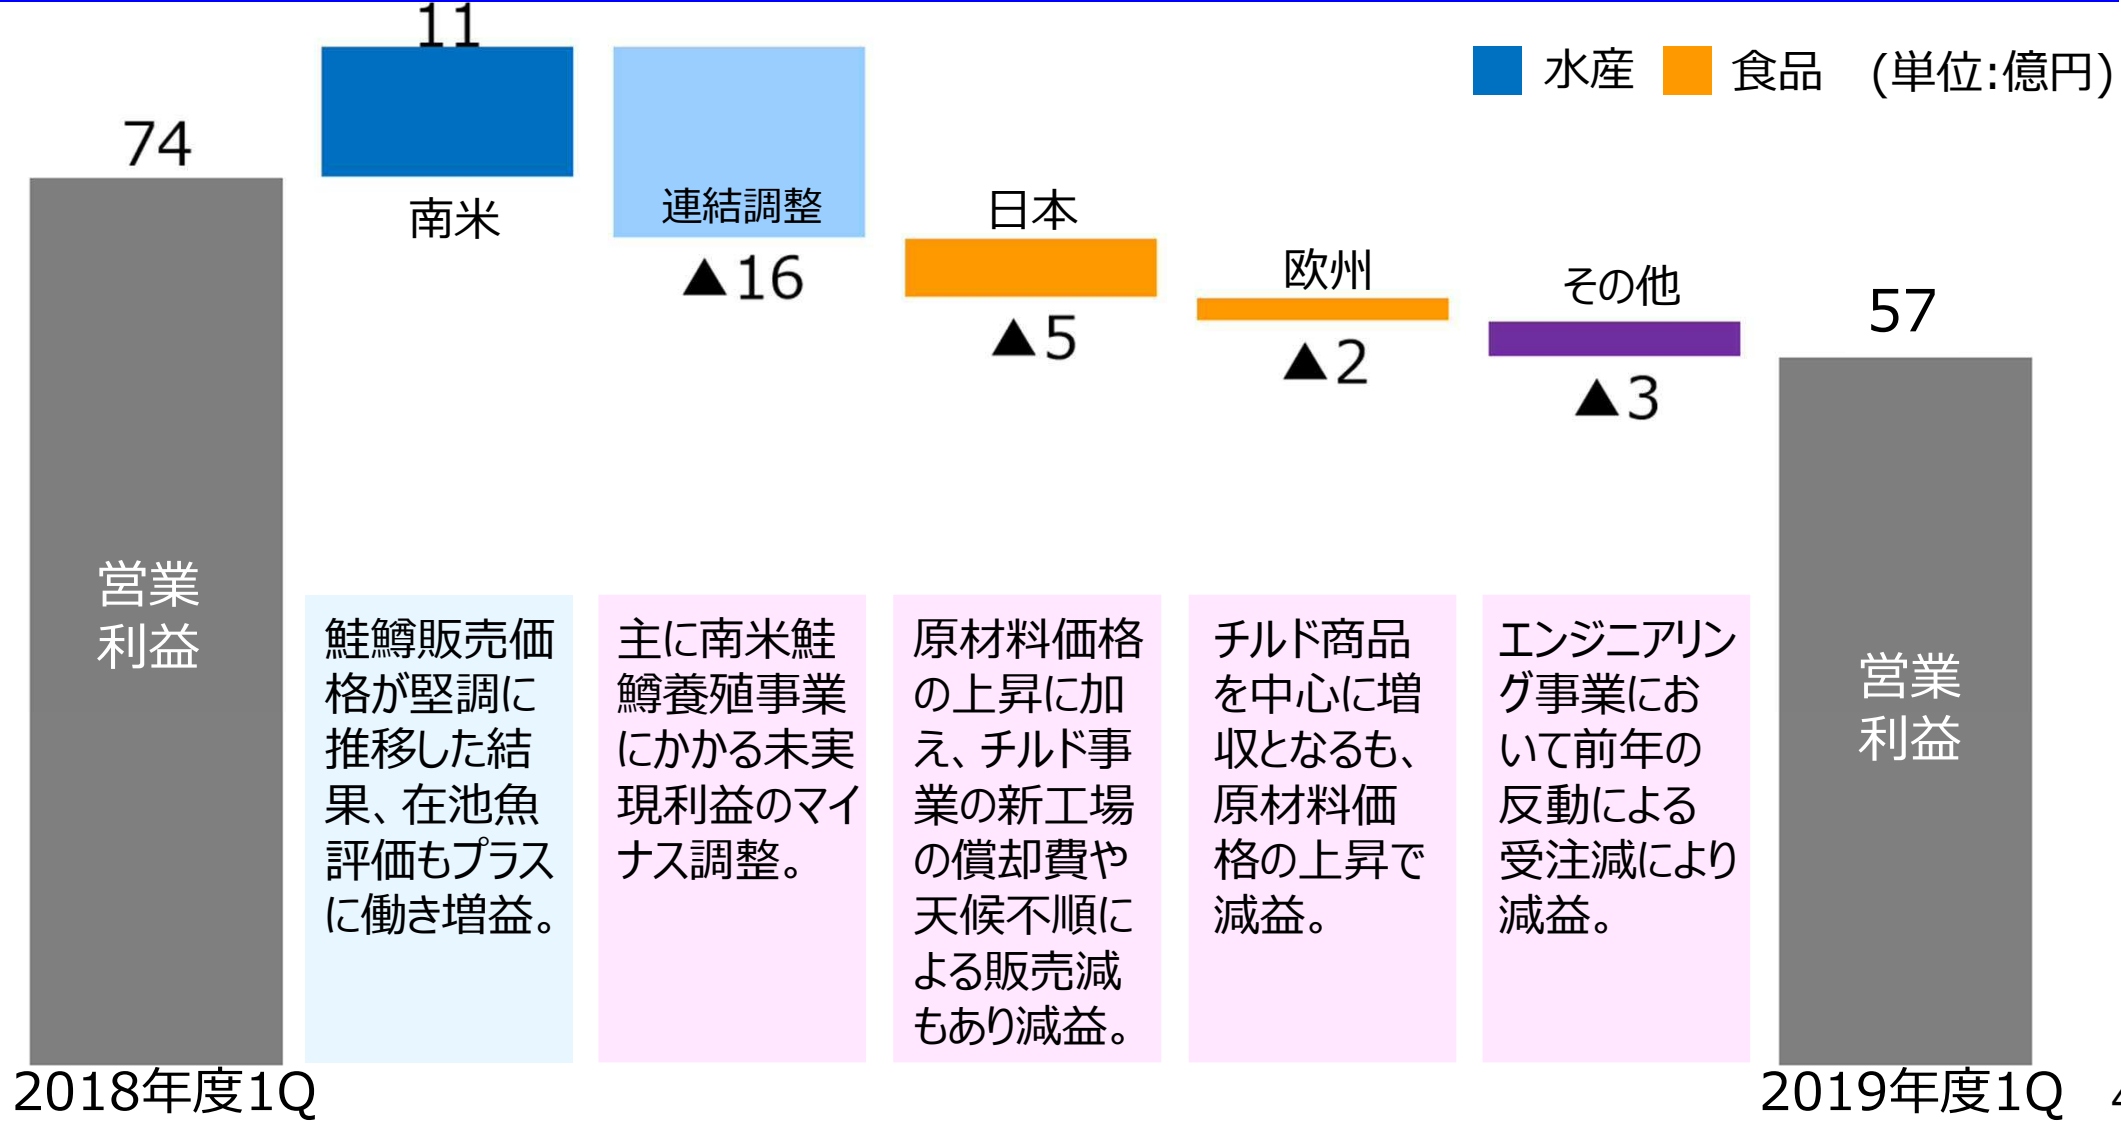 11
水産 食品 (単位:億円)
74
南米
連結調整
▲16
日本
▲5
欧州
▲2
その他
▲3
57
営業
利益
鮭鱒販売価
格が堅調に
推移した結
果、在池魚
評価もプラス
に働き増益。
主に南米鮭
鱒養殖事業
にかかる未実
現利益のマイ
ナス調整。
原材料価格
の上昇に加
え、チルド事
業の新工場
の償却費や
天候不順に
よる販売減
もあり減益。
チルド商品
を中心に増
収となるも、
原材料価
格の上昇で
減益。
エンジニアリン
グ事業にお
いて前年の
反動による
受注減により
減益。
営業
利益
2018年度1Q
2019年度1Q